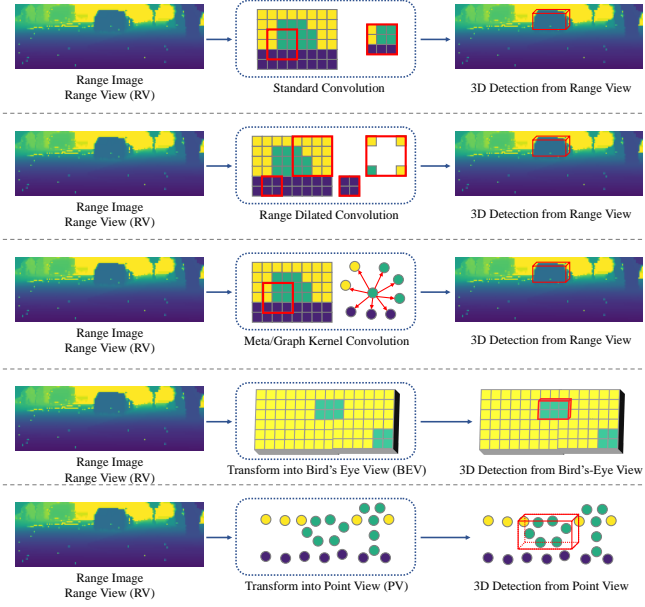 Range Image
Range View (RV)
Standard Convolution
3D Detection from Range View
Range Image
Range View (RV)
Range Dilated Convolution
3D Detection from Range View
Range Image
Range View (RV)
Meta/Graph Kernel Convolution
3D Detection from Range View
Range Image
Range View (RV)
Transform into Bird's Eye View (BEV)
3D Detection from Bird's-Eye View
Range Image
Range View (RV)
Transform into Point View (PV)
3D Detection from Point View